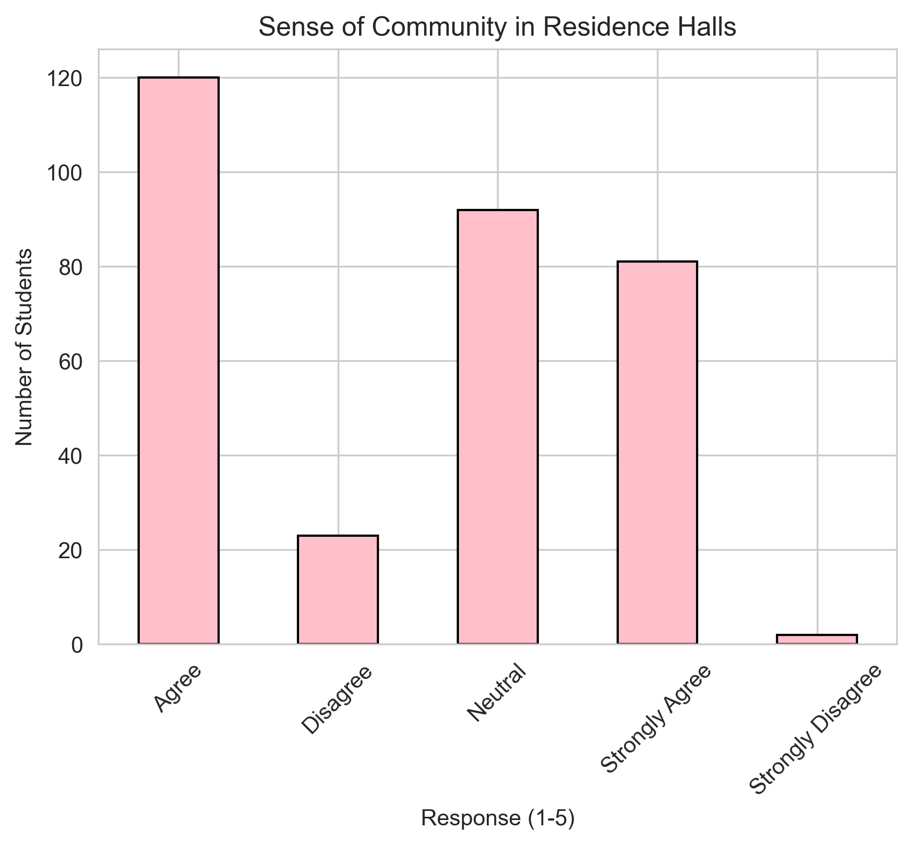 Sense of Community in Residence Halls
120
100
80
60
40
20
0
Number of Students
Agree
Disagree
Neutral
Strongly Agree
Strongly Disagree
Response (1-5)